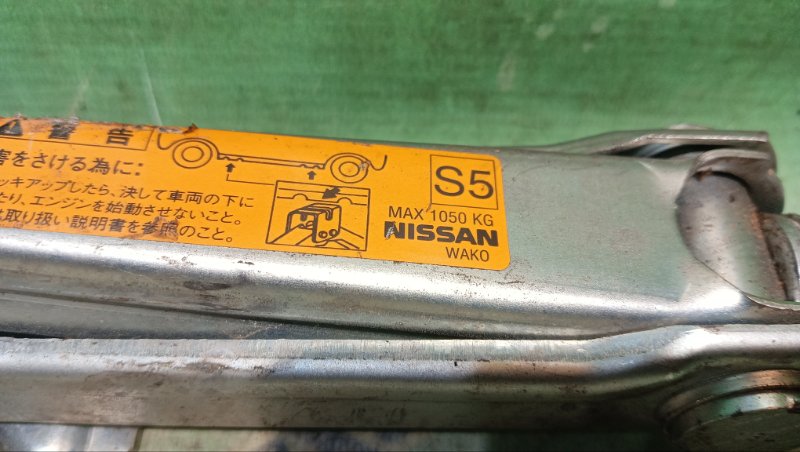 警告
害をさける為に:
ッキアップしたら、決して車両の下に
たり、エンジンを始動させないこと。
取り扱い説明書を参照のこと。
S5
MAX 1050 KG
NISSAN
WAKO